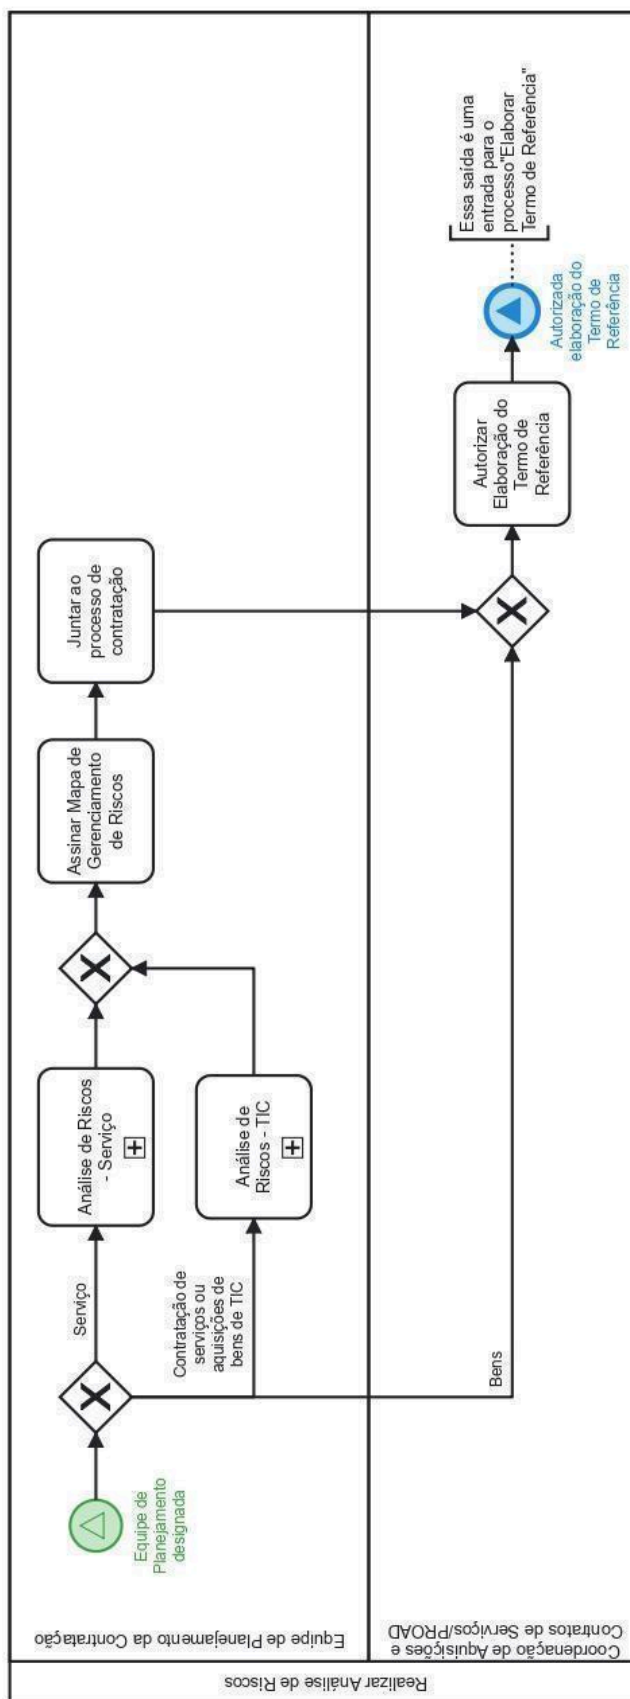 Realizar Análise de Riscos
Equipe de Planejamento da Contratação
Equipe de
Planejamento
designada
X
Serviço
Análise de Riscos
- Serviço
Contratação de
serviços ou
aquisições de
bens de TIC
Análise de
Riscos - TIC
X
Assinar Mapa de
Gerenciamento
de Riscos
Juntar ao
processo de
contratação
Coordenação de Aquisições e
Contratos de Serviços/PROAD
Bens
X
Autorizar
Elaboração do
Termo de
Referência
Autorizada
elaboração do
Termo de
Referência
Essa saída é uma
entrada para o
processo"Elaborar
Termo de Referência"